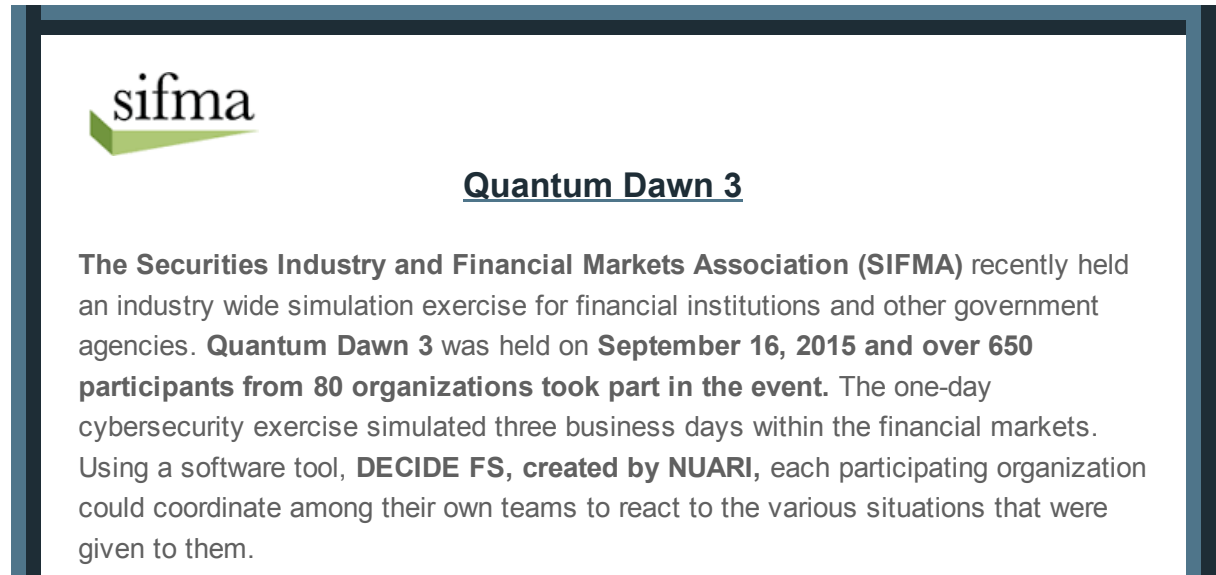 sifma
Quantum Dawn 3
The Securities Industry and Financial Markets Association (SIFMA) recently held
an industry wide simulation exercise for financial institutions and other government
agencies. Quantum Dawn 3 was held on September 16, 2015 and over 650
participants from 80 organizations took part in the event. The one-day
cybersecurity exercise simulated three business days within the financial markets.
Using a software tool, DECIDE FS, created by NUARI, each participating organization
could coordinate among their own teams to react to the various situations that were
given to them.